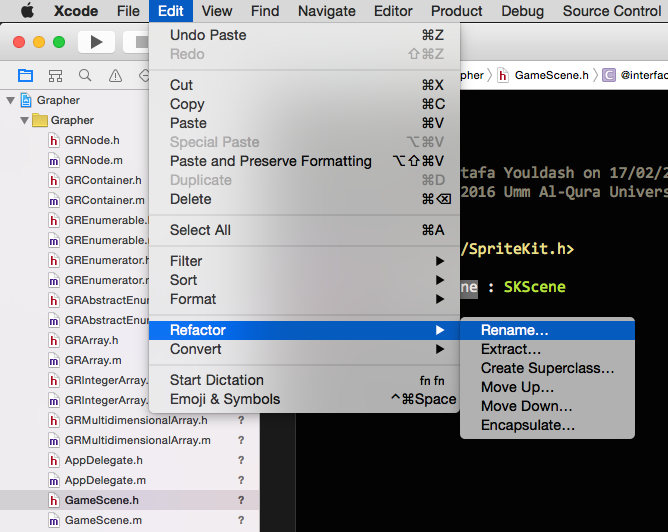 Xcode File Edit View Find Navigate Editor Product Debug Source Control
Undo Paste ⌘Z
Redo ⇧⌘Z
Cut ⌘X
Copy ⌘C
Paste ⌘V
Special Paste ⌥⌘V
Paste and Preserve Formatting ⌥⇧⌘V
Duplicate ⌘D
Delete ⌘⌫
Select All ⌘A
Filter ▶
Sort ▶
Format ▶
Refactor ▶
Convert ▶
Start Dictation fn fn
Emoji & Symbols ^⌘Space
Rename...
Extract...
Create Superclass...
Move Up...
Move Down...
Encapsulate...
Grapher
Grapher
h GRNode.h
m GRNode.m
h GRContainer.h
m GRContainer.m
h GREnumerable.h
m GREnumerable.
h GREnumerator.h
m GREnumerator.m
h GRAbstractEnu
m GRAbstractEnu
h GRArray.h
m GRArray.m
h GRIntegerArray.
m GRIntegerArray.
h GRMultidimensionalArray.h ?
m GRMultidimensionalArray.m ?
h AppDelegate.h ?
m AppDelegate.m ?
h GameScene.h ?
m GameScene.m ?
pher h GameScene.h C @interfac
tafa Youldash on 17/02/2
2016 Umm Al-Qura Univers
/SpriteKit.h>
ne : SKScene